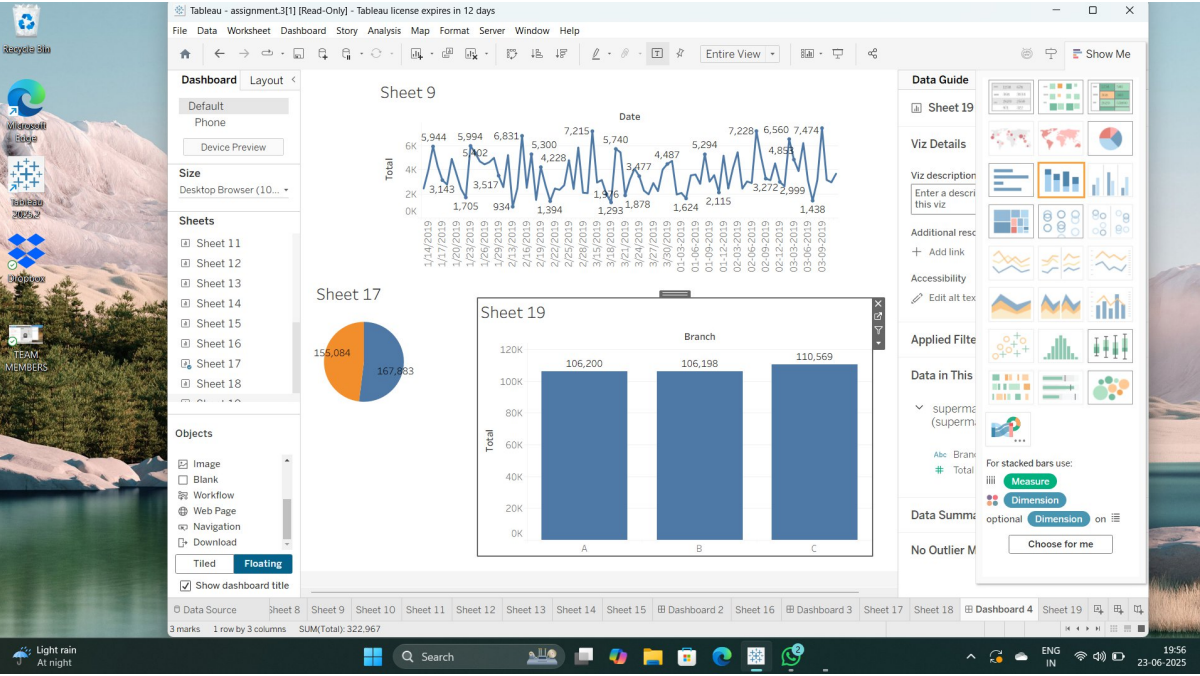 Tableau - assignment.3[1] [Read-Only] - Tableau license expires in 12 days
File Data Worksheet Dashboard Story Analysis Map Format Server Window Help
Entire View
Show Me
Recycle Bin
Microsoft
Edge
Tableau
2025.2
Dropbox
TEAM
MEMBERS
Dashboard Layout
Default
Phone
Device Preview
Size
Desktop Browser (10...
Sheets
Sheet 11
Sheet 12
Sheet 13
Sheet 14
Sheet 15
Sheet 16
Sheet 17
Sheet 18
Objects
Image
Blank
Workflow
Web Page
Navigation
Download
Tiled Floating
Show dashboard title
Sheet 9
Date
Total
6K
4K
2K
0K
5,944 5,994 6,831 7,215 5,740 7,228 6,560 7,474
5,402 5,300 4,228 3,477 4,487 5,294 4,853
3,143 3,517 1,976 3,272 2,999
1,705 934 1,394 1,293 1,878 1,624 2,115 1,438
1/14/2019
1/17/2019
1/20/2019
1/23/2019
1/26/2019
1/29/2019
2/13/2019
2/16/2019
2/19/2019
2/22/2019
2/25/2019
2/28/2019
3/15/2019
3/18/2019
3/21/2019
3/24/2019
3/27/2019
3/30/2019
01-03-2019
01-06-2019
01-09-2019
01-12-2019
02-03-2019
02-06-2019
02-09-2019
02-12-2019
03-03-2019
03-06-2019
03-09-2019
Sheet 17
155,084
167,883
Sheet 19
Branch
Total
120K
100K
80K
60K
40K
20K
0K
106,200 106,198 110,569
A B C
Data Guide
Sheet 19
Viz Details
Viz description
Enter a descri
this viz
Additional reso
Add link
Accessibility
Edit alt tex
Applied Filte
Data in This
superma
(superma
Abc Branc
# Total
Data Summa
No Outlier M
For stacked bars use:
Measure
Dimension
optional Dimension on
Choose for me
Data Source Sheet 8 Sheet 9 Sheet 10 Sheet 11 Sheet 12 Sheet 13 Sheet 14 Sheet 15 Dashboard 2 Sheet 16 Dashboard 3 Sheet 17 Sheet 18 Dashboard 4 Sheet 19
3 marks 1 row by 3 columns SUM(Total): 322,967
Light rain
At night
Search
2
ENG
IN
19:56
23-06-2025